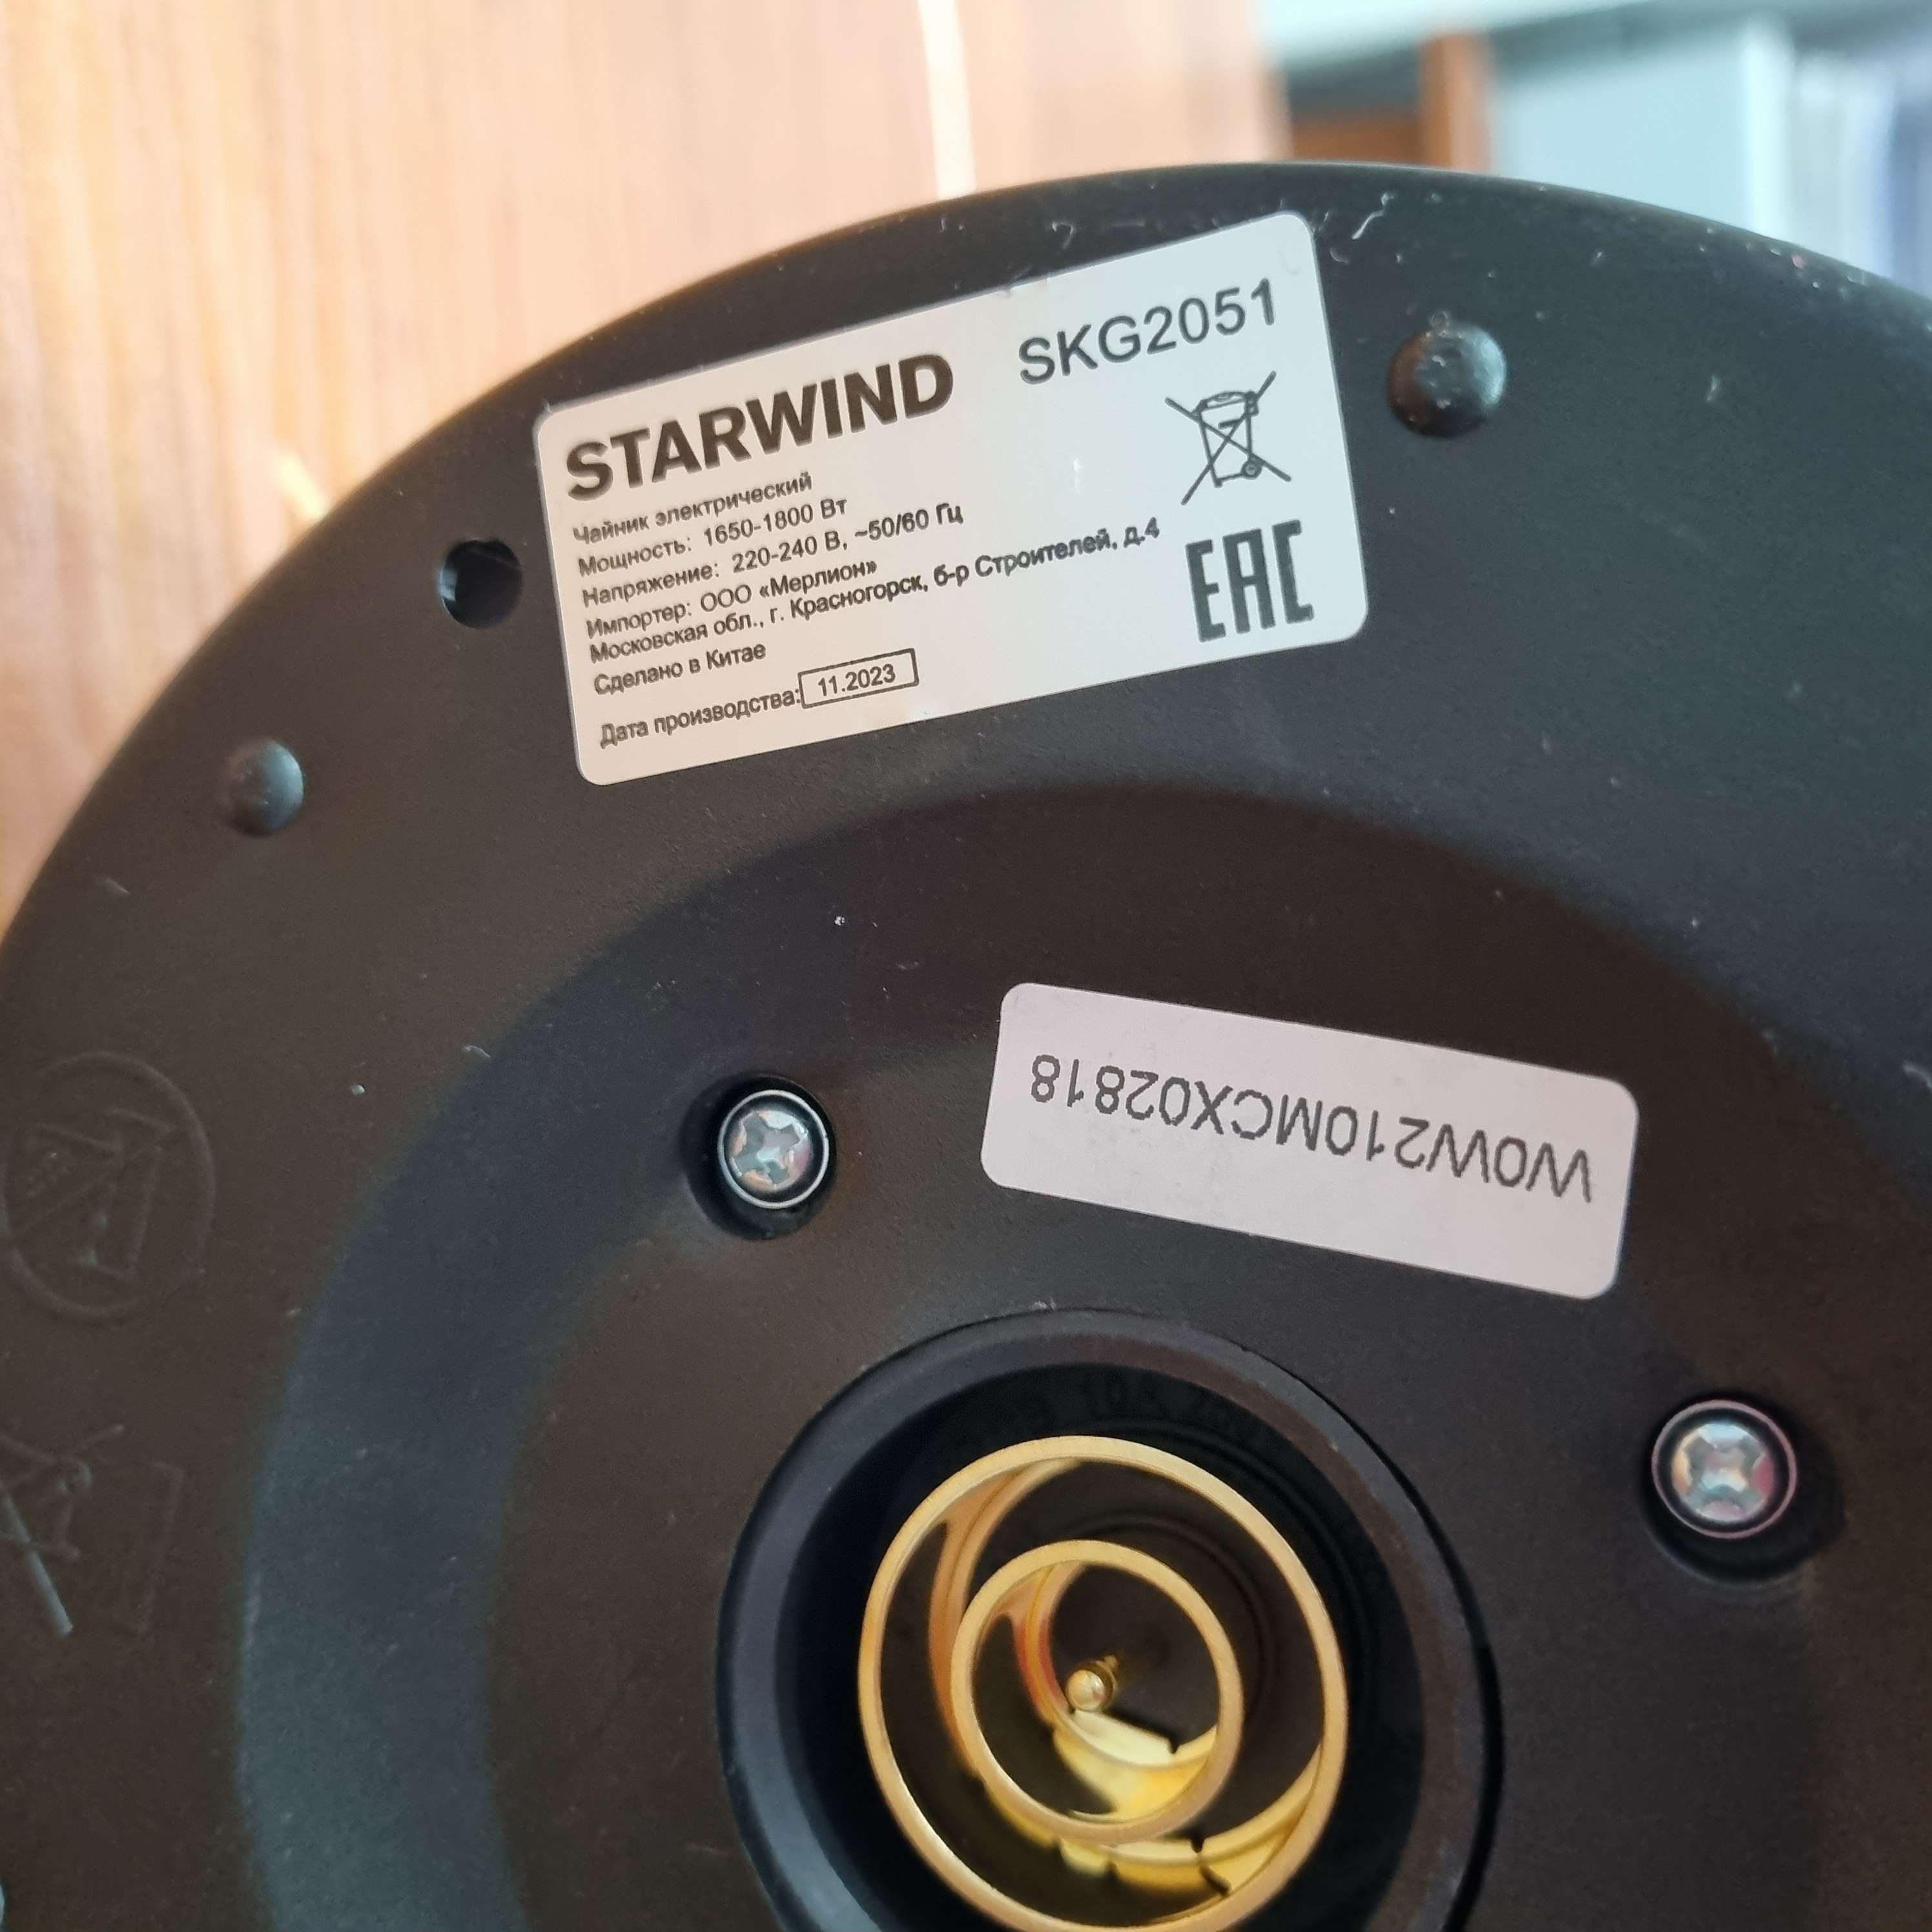 STARWIND SKG2051
Чайник электрический
Мощность: 1650-1800 Вт
Напряжение: 220-240 В, ~50/60 Гц
Импортер: ООО «Мерлион»
Московская обл., г. Красногорск, б-р Строителей, д.4
Сделано в Китае
Дата производства: 11.2023
EAC
W0W210MCX02818
10A